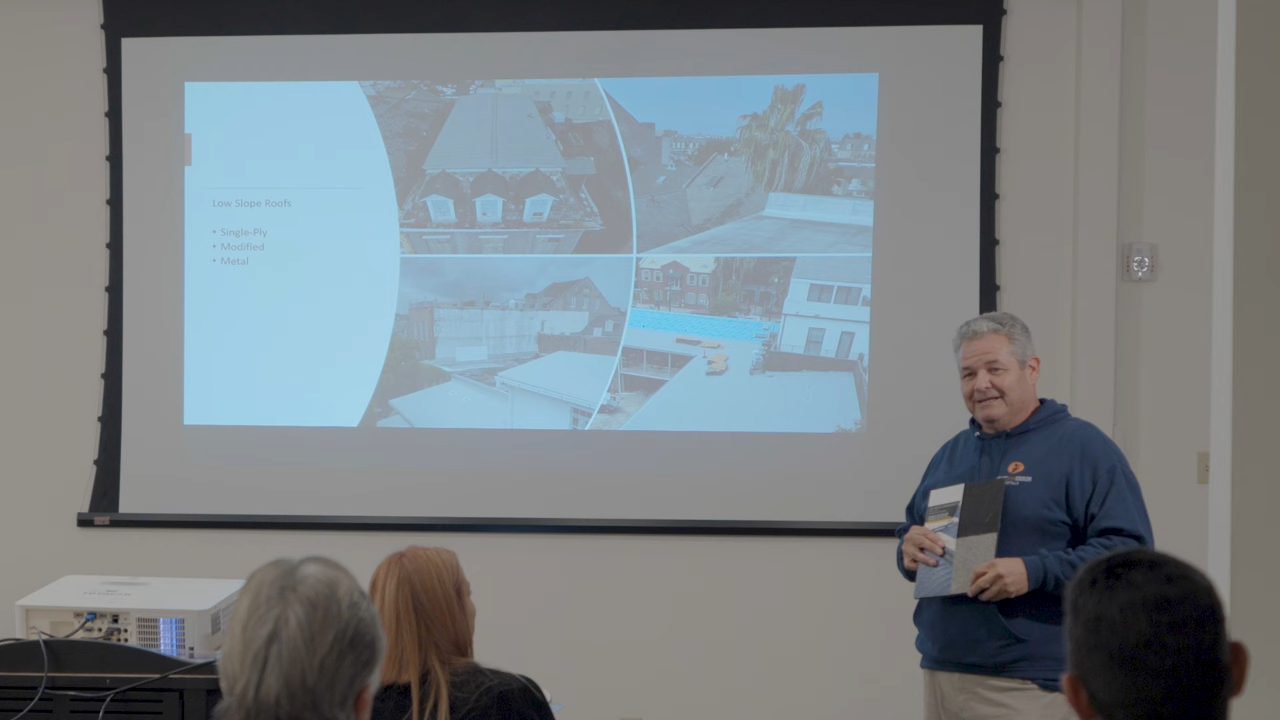 Low Slope Roofs
• Single-Ply
• Modified
• Metal